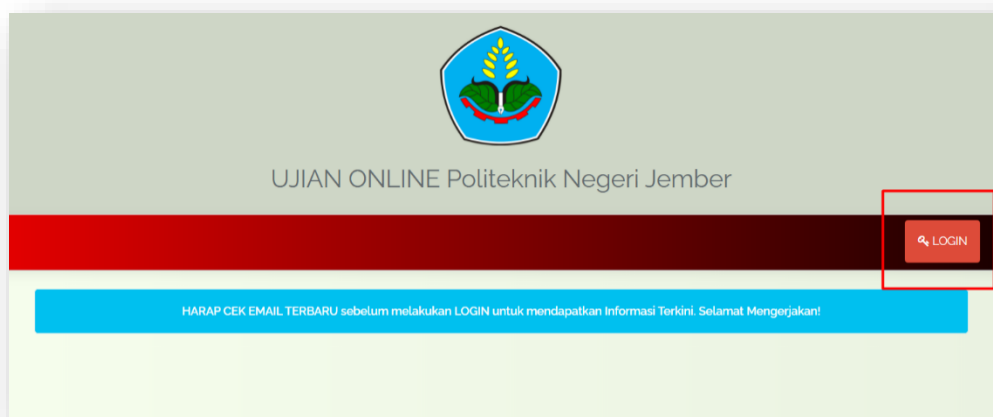 UJIAN ONLINE Politeknik Negeri Jember
LOGIN
HARAP CEK EMAIL TERBARU sebelum melakukan LOGIN untuk mendapatkan Informasi Terkini. Selamat Mengerjakan!